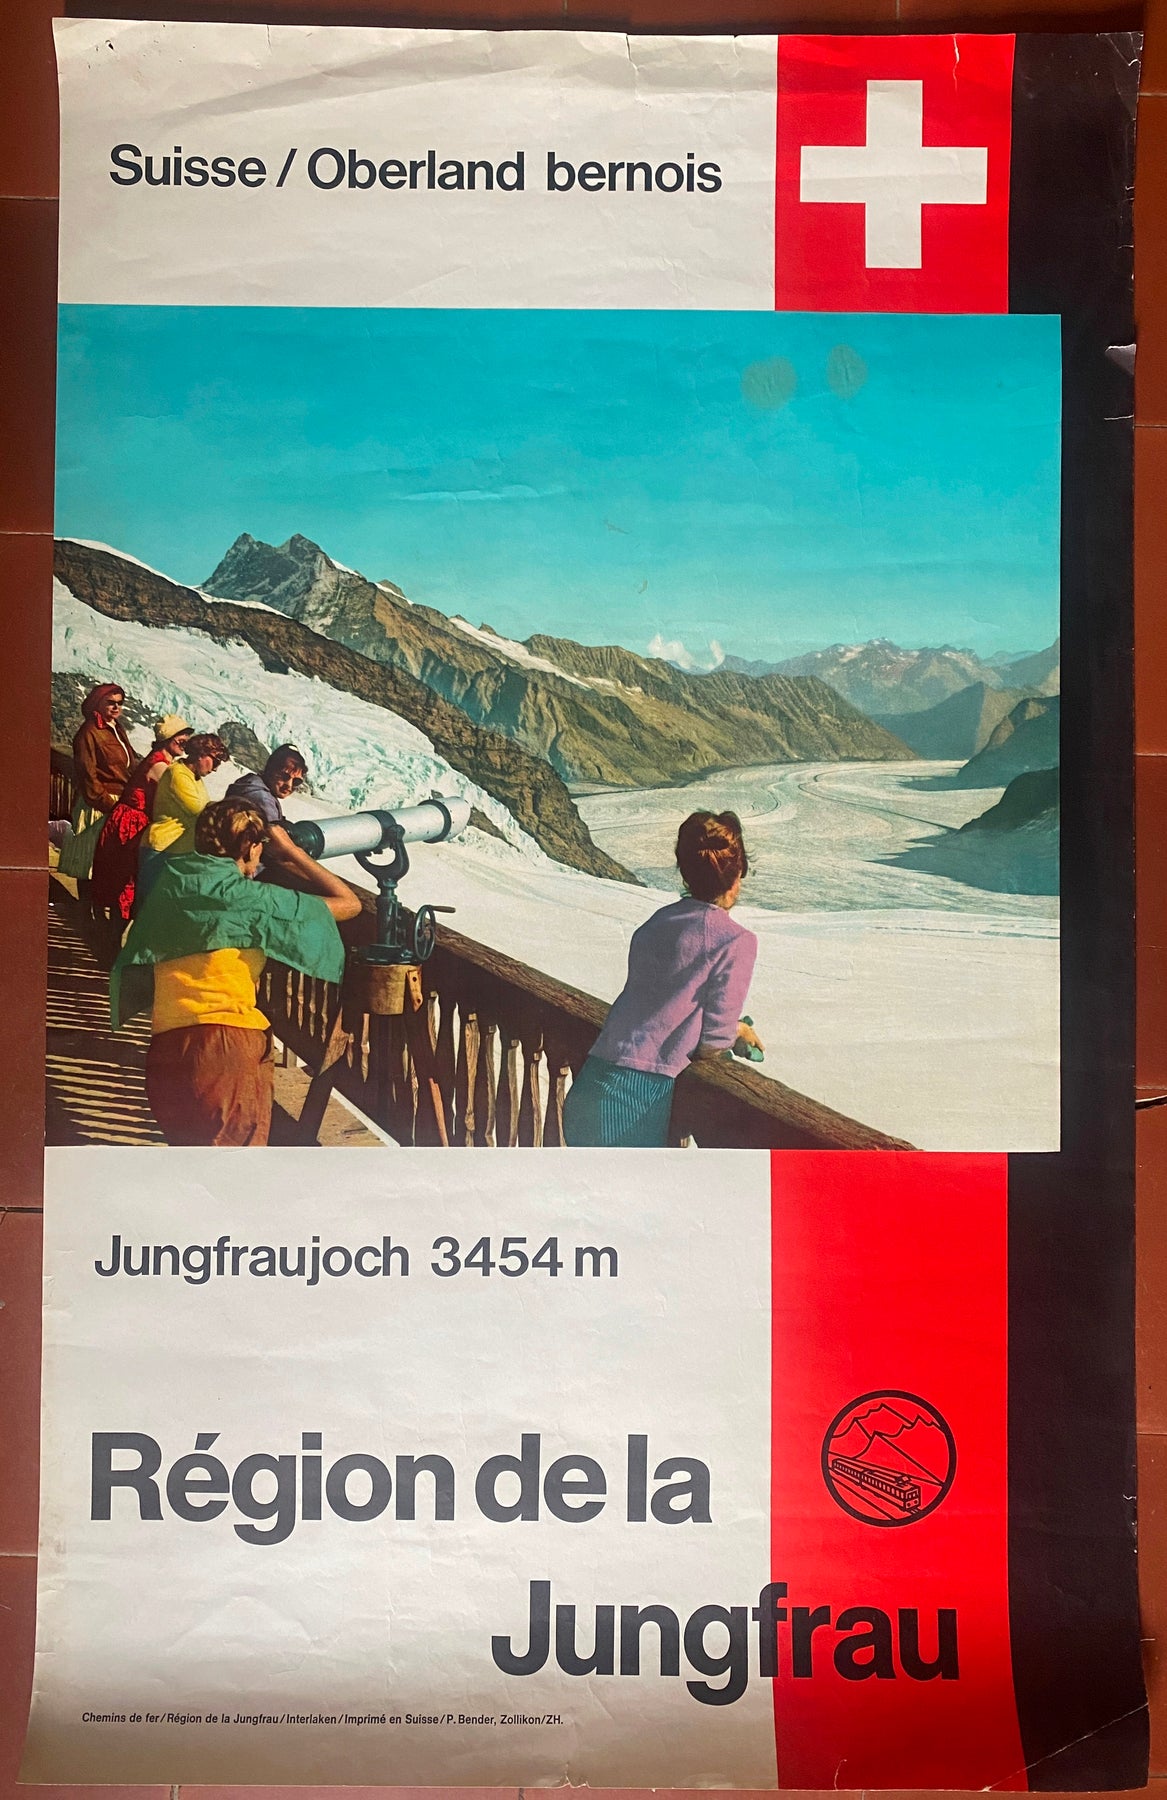 Suisse / Oberland bernois
Jungfraujoch 3454 m
Région de la
Jungfrau
Chemins de fer / Région de la Jungfrau / Interlaken / Imprimé en Suisse / P. Bender, Zollikon/ZH.